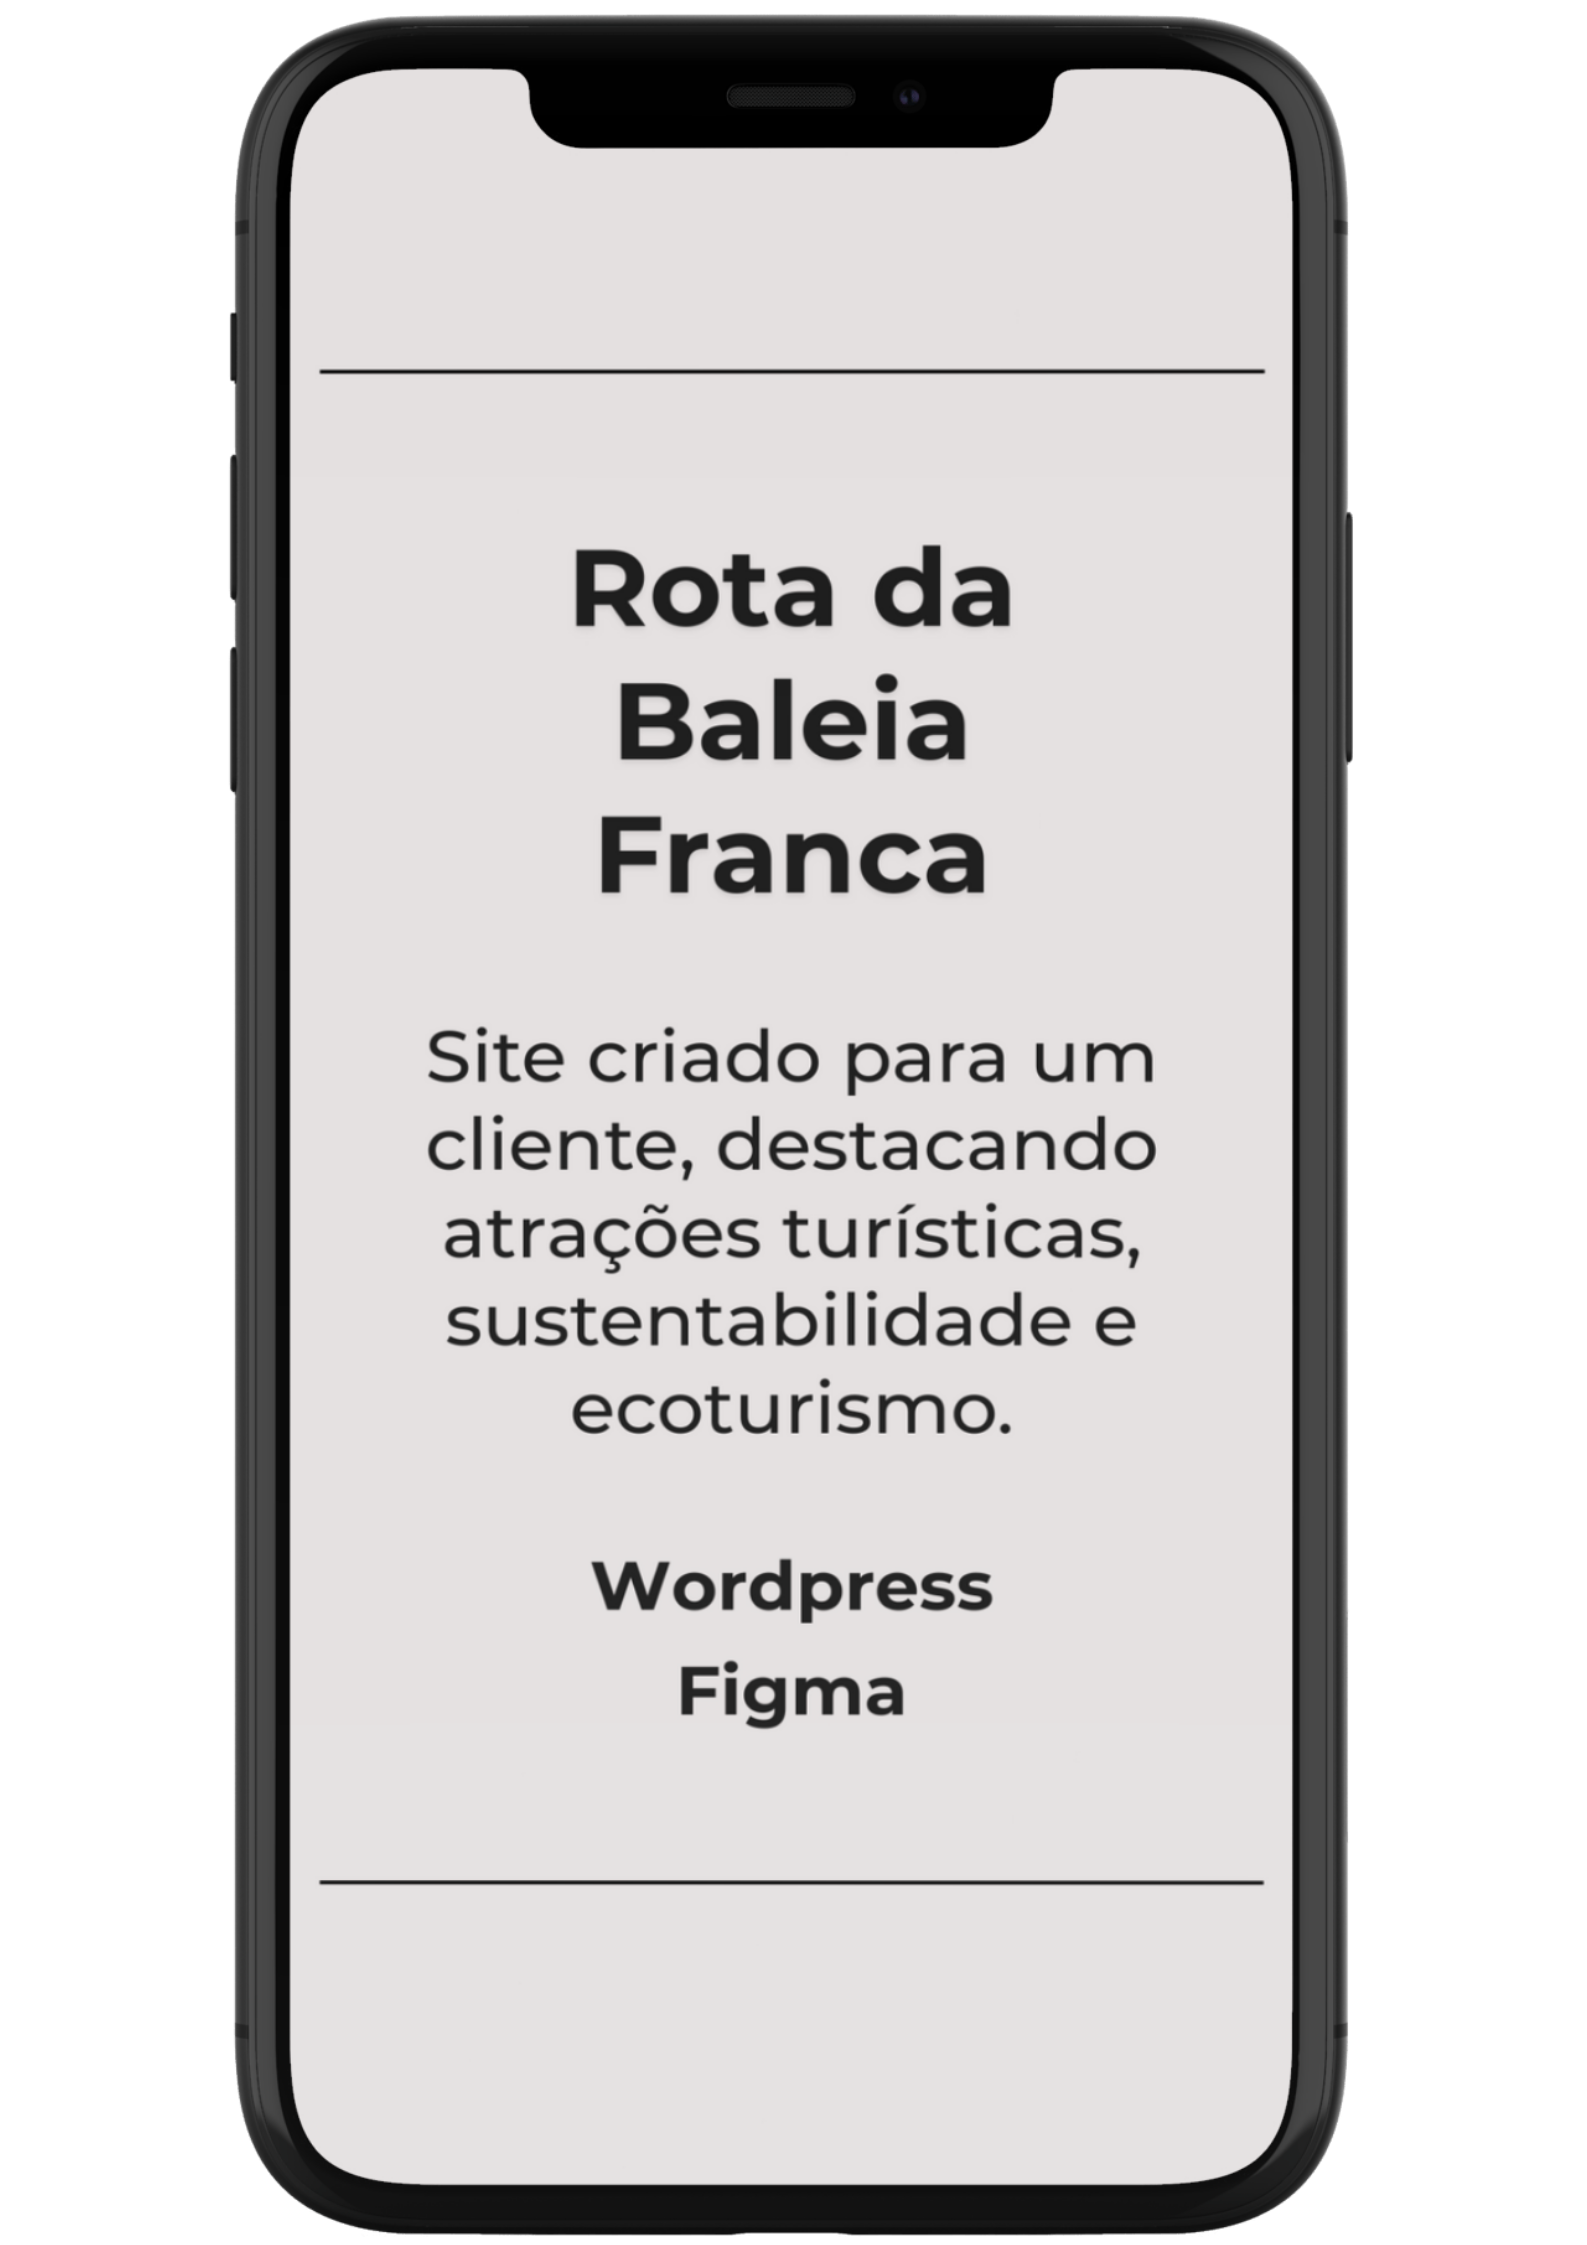 Rota da
Baleia
Franca
Site criado para um
cliente, destacando
atrações turísticas,
sustentabilidade e
ecoturismo.
Wordpress
Figma